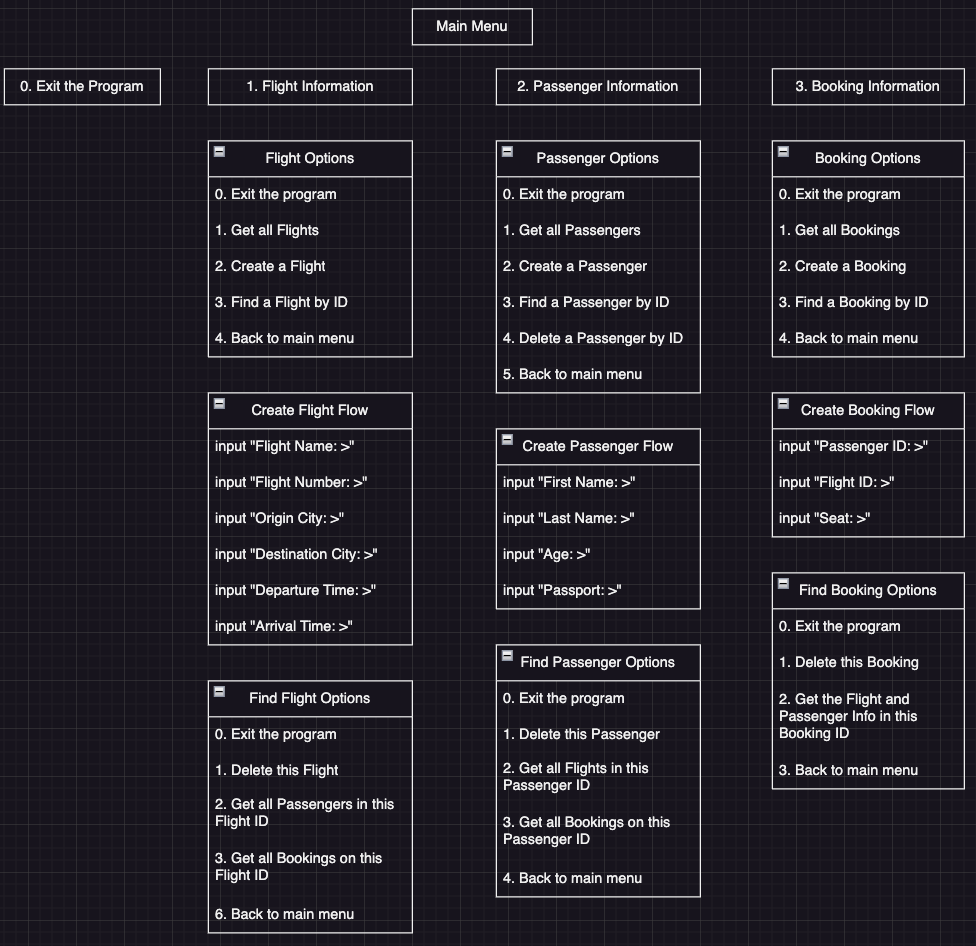 Main Menu
0. Exit the Program
1. Flight Information
2. Passenger Information
3. Booking Information
Flight Options
0. Exit the program
1. Get all Flights
2. Create a Flight
3. Find a Flight by ID
4. Back to main menu
Create Flight Flow
input "Flight Name: >"
input "Flight Number: >"
input "Origin City: >"
input "Destination City: >"
input "Departure Time: >"
input "Arrival Time: >"
Find Flight Options
0. Exit the program
1. Delete this Flight
2. Get all Passengers in this
Flight ID
3. Get all Bookings on this
Flight ID
6. Back to main menu
Passenger Options
0. Exit the program
1. Get all Passengers
2. Create a Passenger
3. Find a Passenger by ID
4. Delete a Passenger by ID
5. Back to main menu
Create Passenger Flow
input "First Name: >"
input "Last Name: >"
input "Age: >"
input "Passport: >"
Find Passenger Options
0. Exit the program
1. Delete this Passenger
2. Get all Flights in this
Passenger ID
3. Get all Bookings on this
Passenger ID
4. Back to main menu
Booking Options
0. Exit the program
1. Get all Bookings
2. Create a Booking
3. Find a Booking by ID
4. Back to main menu
Create Booking Flow
input "Passenger ID: >"
input "Flight ID: >"
input "Seat: >"
Find Booking Options
0. Exit the program
1. Delete this Booking
2. Get the Flight and
Passenger Info in this
Booking ID
3. Back to main menu